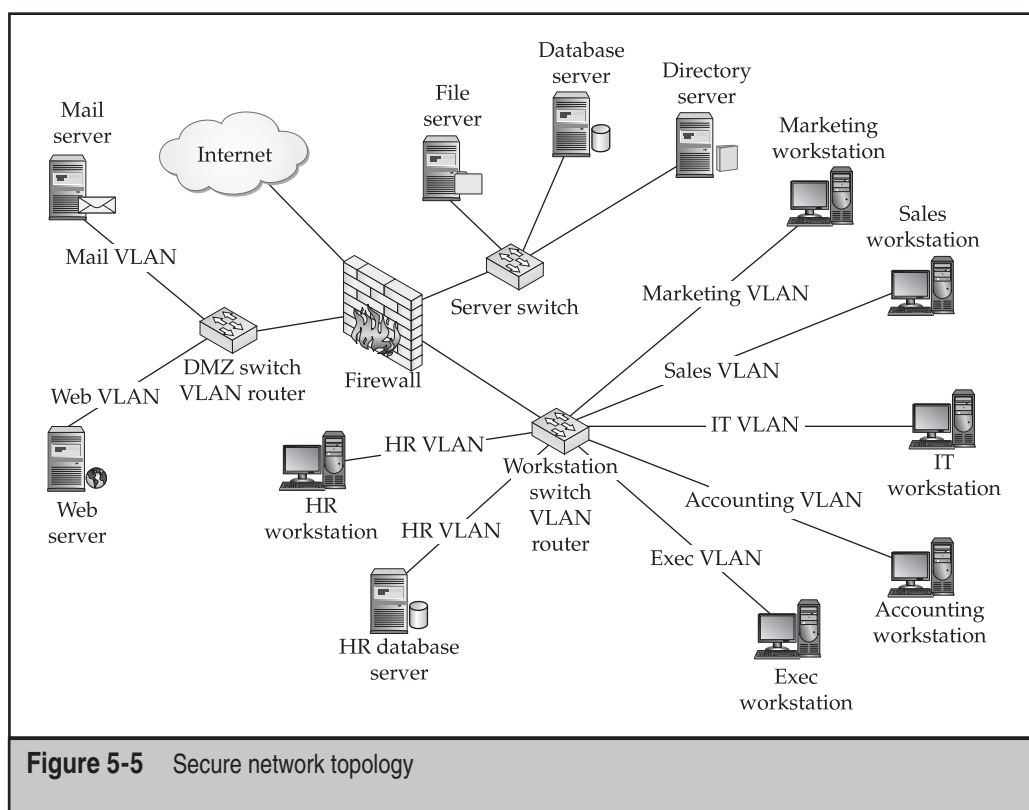 Database
server
Directory
server
File
server
Mail
server
Marketing
workstation
Internet
Sales
workstation
Mail VLAN
Marketing VLAN
Server switch
DMZ switch
VLAN router
Firewall
Sales VLAN
Web VLAN
IT VLAN
HR VLAN
Workstation
switch
VLAN
router
IT
workstation
Web
server
HR
workstation
Accounting VLAN
HR VLAN
Exec VLAN
Accounting
workstation
HR database
server
Exec
workstation
Figure 5-5 Secure network topology